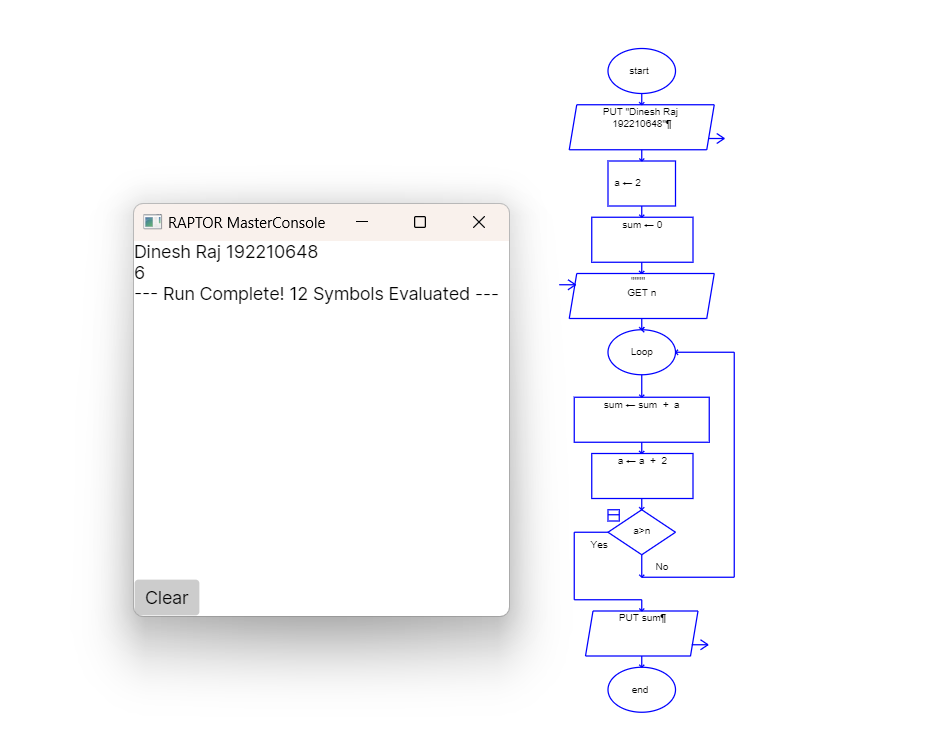 RAPTOR MasterConsole
Dinesh Raj 192210648
6
--- Run Complete! 12 Symbols Evaluated ---
Clear
start
PUT "Dinesh Raj
192210648"¶
a ← 2
sum ← 0
""""
GET n
Loop
sum ← sum + a
a ← a + 2
a>n
Yes
No
PUT sum¶
end